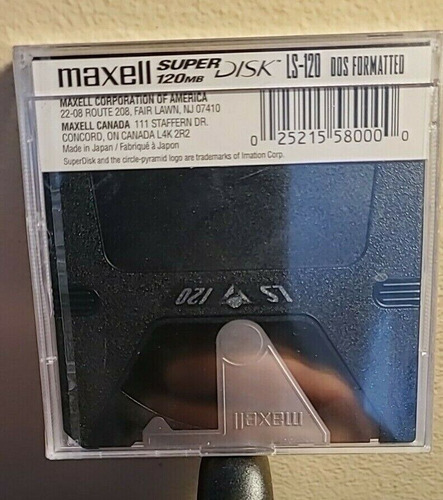 maxell SUPER DISK™ LS-120 DOS FORMATTED
120MB
MAXELL CORPORATION OF AMERICA
22-08 ROUTE 208, FAIR LAWN, NJ 07410
MAXELL CANADA 111 STAFFERN DR.
CONCORD, ON CANADA L4K 2R2
Made in Japan / Fabriqué à Japon
SuperDisk and the circle-pyramid logo are trademarks of Imation Corp.
0 25215 58000 0
LS 120
maxell